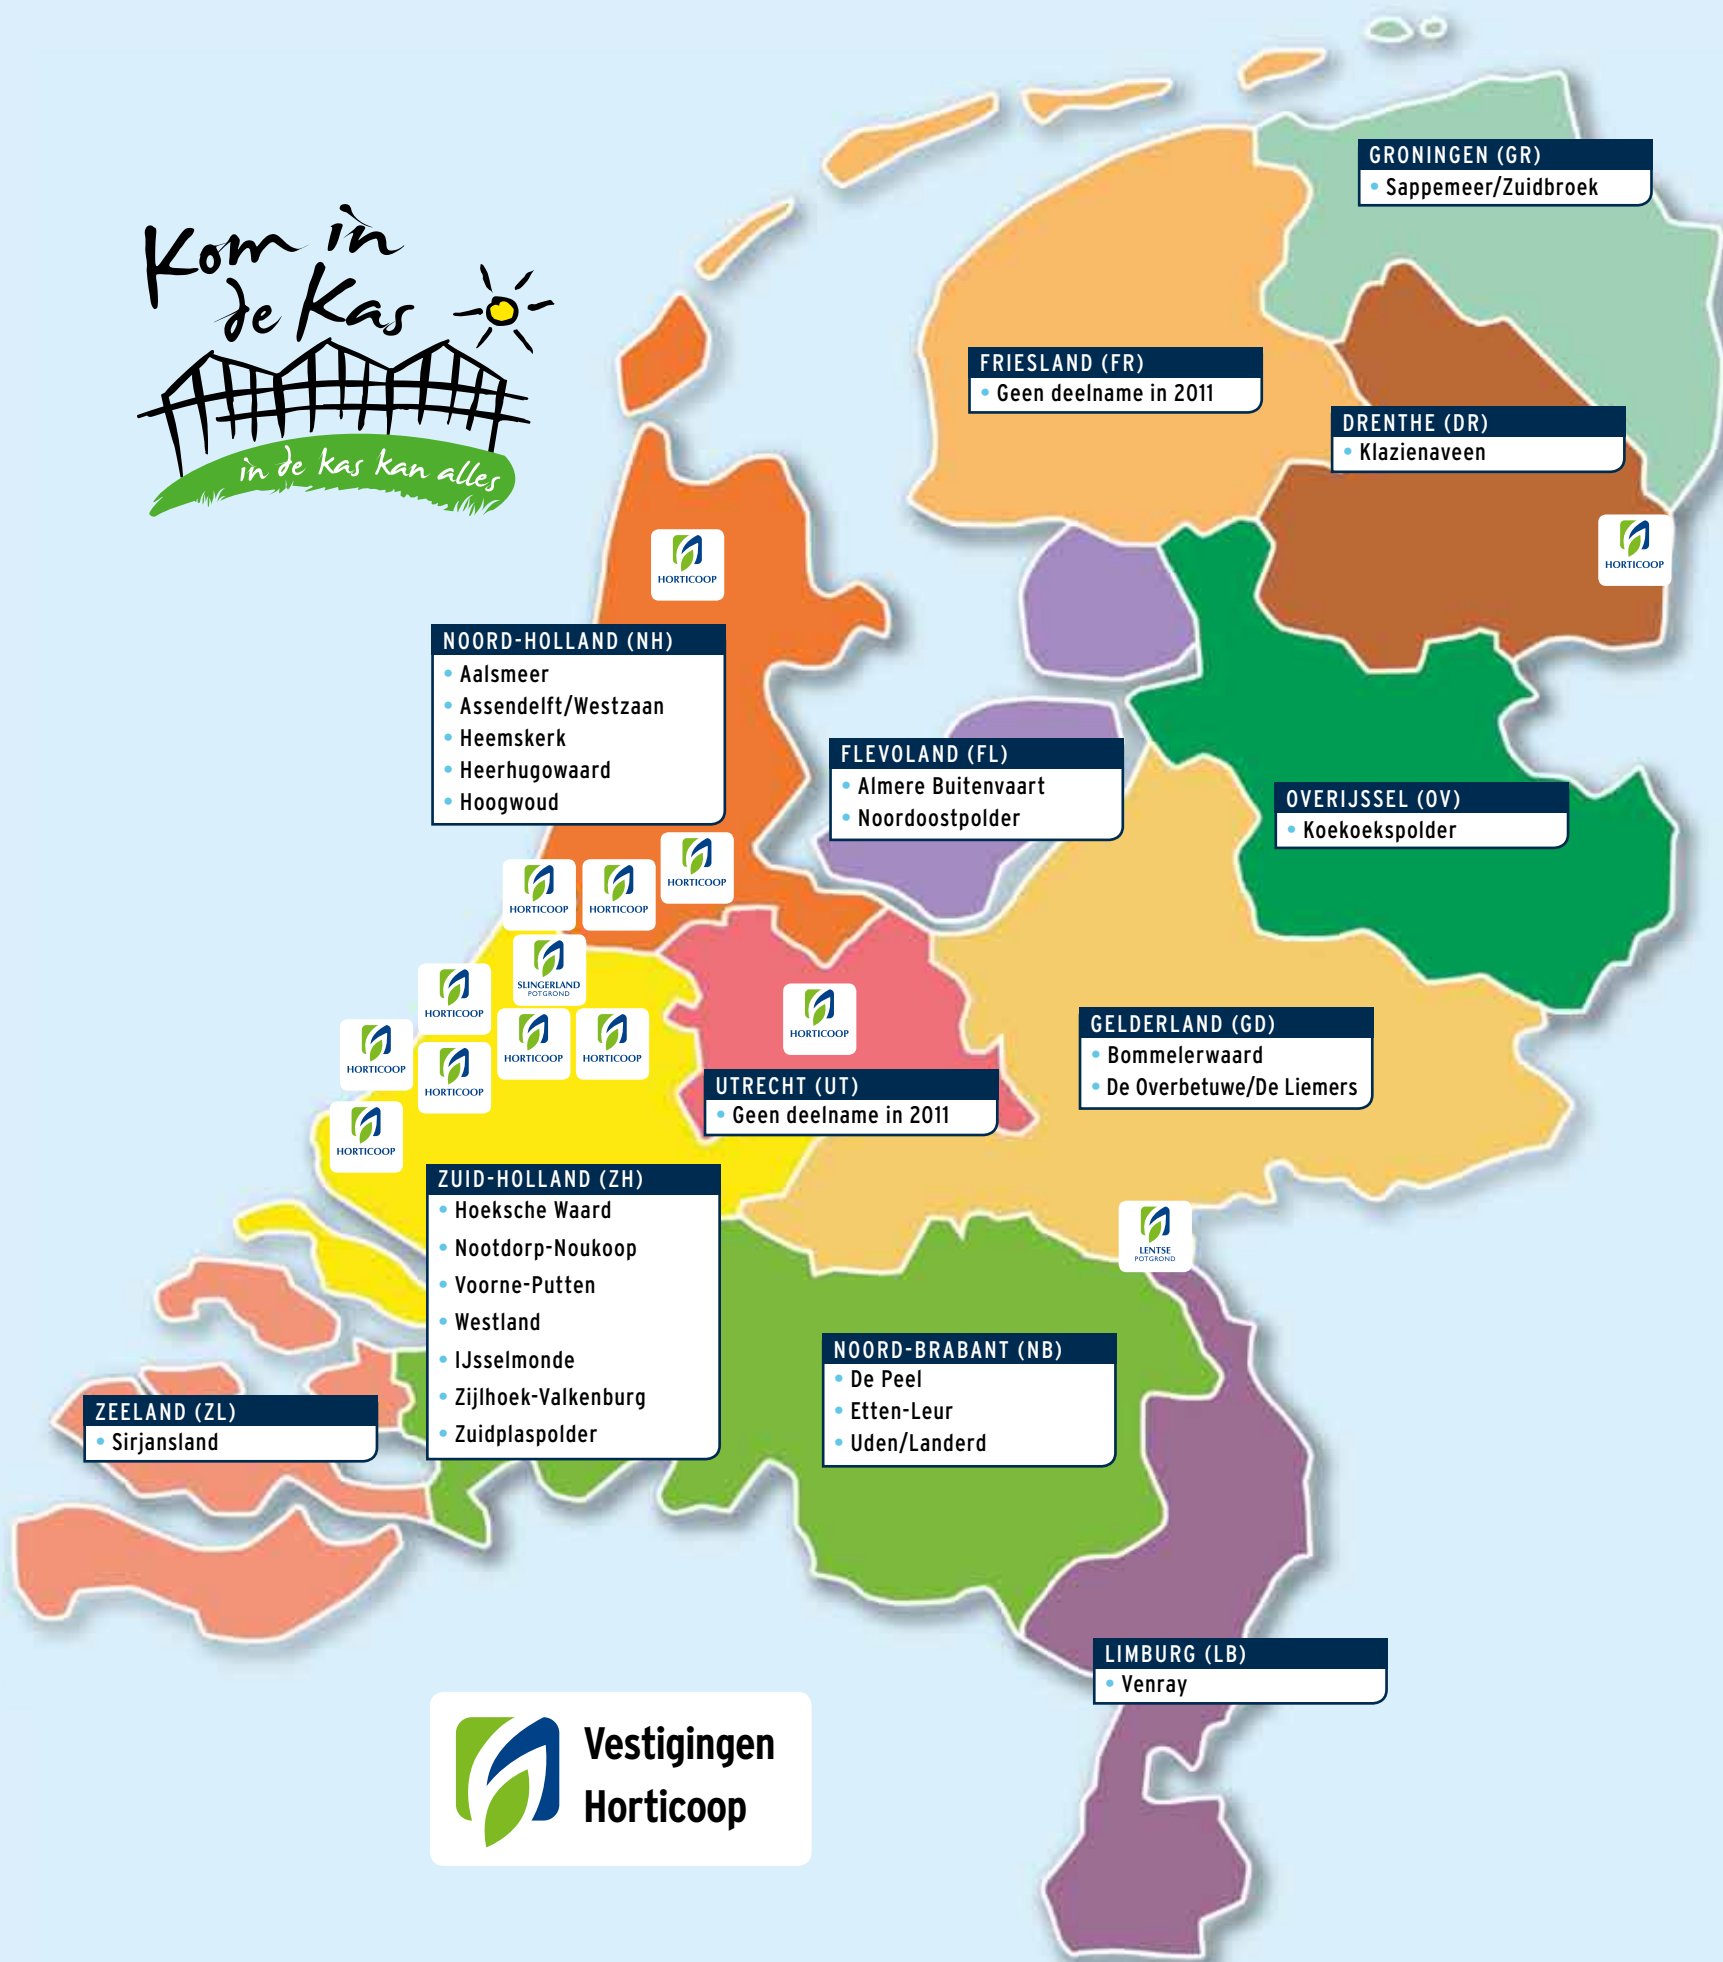 Kom in
de Kas
in de kas kan alles
GRONINGEN (GR)
• Sappemeer/Zuidbroek
FRIESLAND (FR)
• Geen deelname in 2011
DRENTHE (DR)
• Klazienaveen
HORTICOOP
HORTICOOP
NOORD-HOLLAND (NH)
• Aalsmeer
• Assendelft/Westzaan
• Heemskerk
• Heerhugowaard
• Hoogwoud
FLEVOLAND (FL)
• Almere Buitenvaart
• Noordoostpolder
OVERIJSSEL (OV)
• Koekoekspolder
HORTICOOP
HORTICOOP
HORTICOOP
SLINGERLAND
POTGROND
HORTICOOP
HORTICOOP
HORTICOOP
HORTICOOP
HORTICOOP
HORTICOOP
HORTICOOP
GELDERLAND (GD)
• Bommelerwaard
• De Overbetuwe/De Liemers
UTRECHT (UT)
• Geen deelname in 2011
ZUID-HOLLAND (ZH)
• Hoeksche Waard
• Nootdorp-Noukoop
• Voorne-Putten
• Westland
• IJsselmonde
• Zijlhoek-Valkenburg
• Zuidplaspolder
LENTSE
POTGROND
NOORD-BRABANT (NB)
• De Peel
• Etten-Leur
• Uden/Landerd
ZEELAND (ZL)
• Sirjansland
LIMBURG (LB)
• Venray
Vestigingen
Horticoop